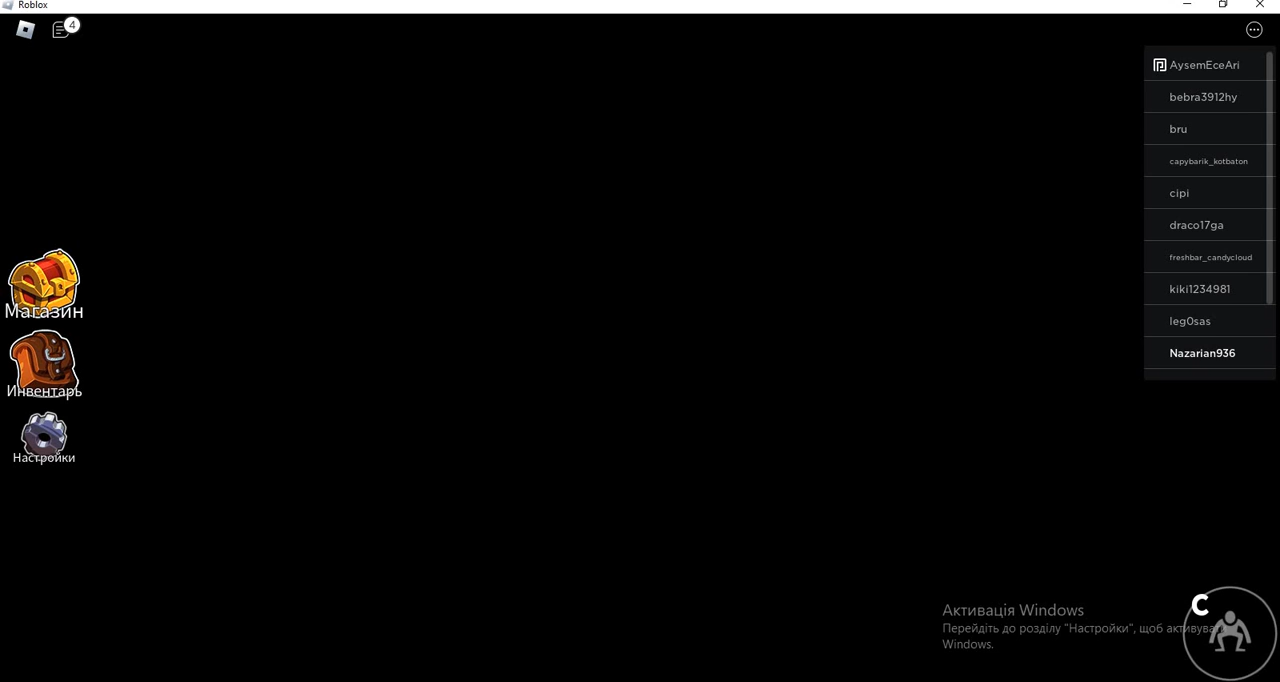 Roblox
4
AysemEceAri
bebra3912hy
bru
capybarik_kotbaton
cipi
draco17ga
freshbar_candycloud
kiki1234981
leg0sas
Nazarian936
Магазин
Инвентарь
Настройки
Активація Windows
Перейдіть до розділу "Настройки", щоб активувати
Windows.
C